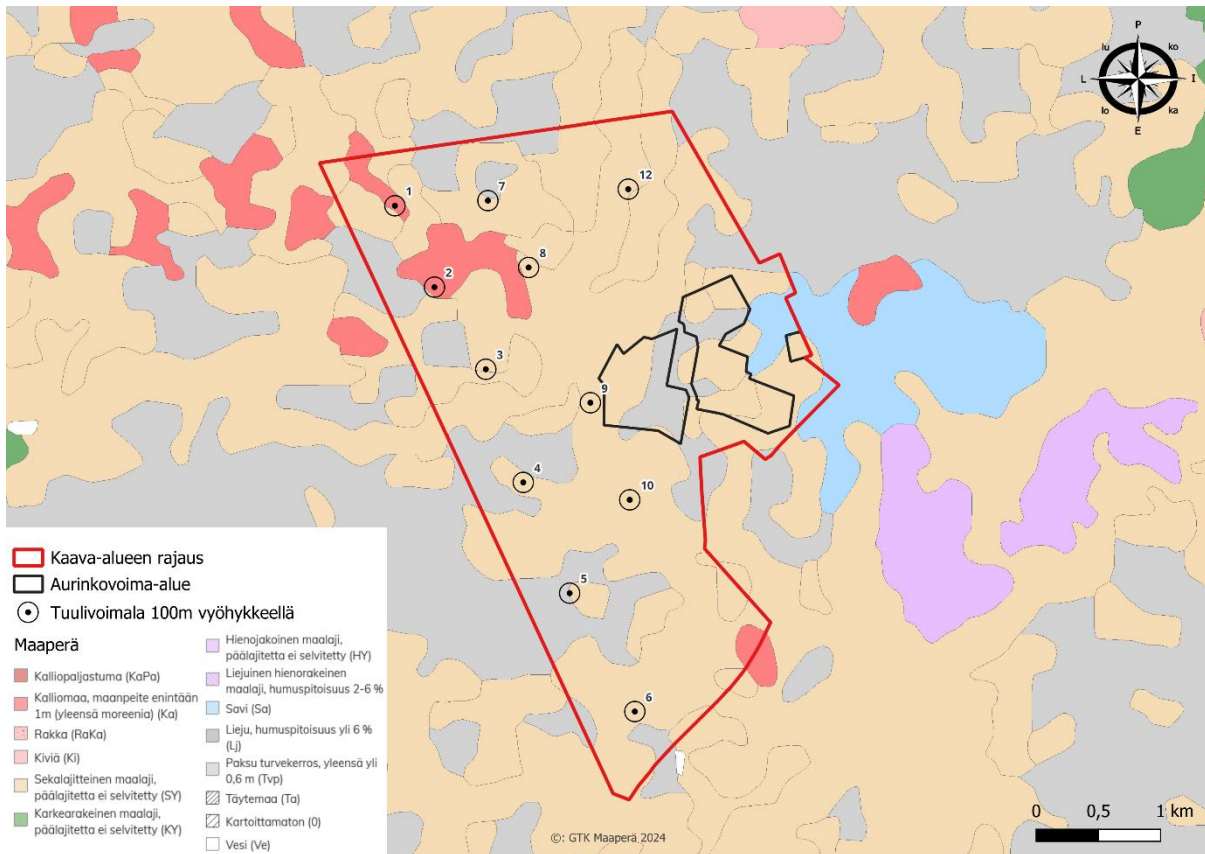 P
lu
ko
L
I
lo
ka
E
12
7
1
8
2
3
9
4
10
5
6
Kaava-alueen rajaus
Aurinkovoima-alue
Tuulivoimala 100m vyöhykkeellä
Maaperä
Kalliopaljastuma (KaPa)
Kalliomaa, maanpeite enintään
1m (yleensä moreenia) (Ka)
Rakka (RaKa)
Kiviä (Ki)
Sekalajitteinen maalaji,
päälajitetta ei selvitetty (SY)
Karkearakeinen maalaji,
päälajitetta ei selvitetty (KY)
Hienojakoinen maalaji,
päälajitetta ei selvitetty (HY)
Liejuinen hienorakeinen
maalaji, humuspitoisuus 2-6 %
Savi (Sa)
Lieju, humuspitoisuus yli 6 %
(Lj)
Paksu turvekerros, yleensä yli
0,6 m (Tvp)
Täytemaa (Ta)
Kartoittamaton (0)
Vesi (Ve)
©: GTK Maaperä 2024
0 0,5 1 km